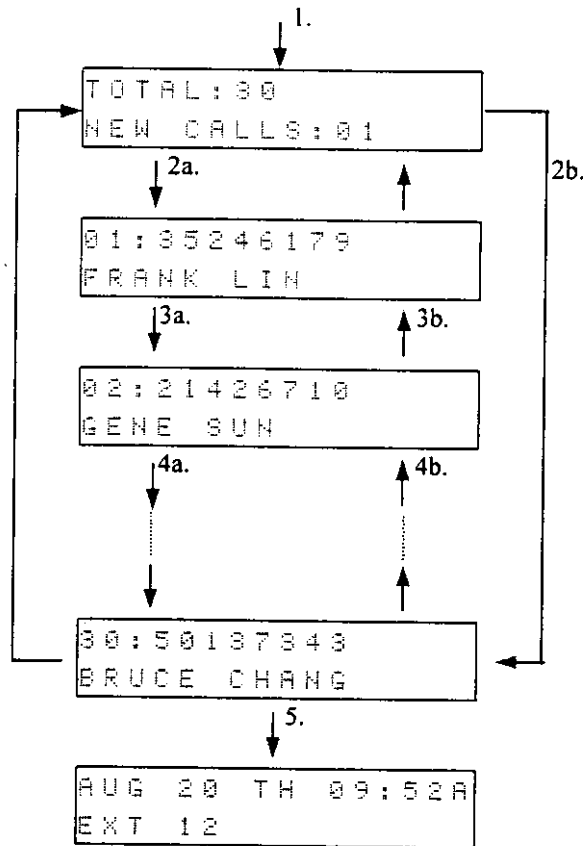 1.
TOTAL:30
NEW CALLS:01
2a.
2b.
01:35246179
FRANK LIN
3a.
3b.
02:21426710
GENE SUN
4a.
4b.
30:50137343
BRUCE CHANG
5.
AUG 20 TH 09:52A
EXT 12